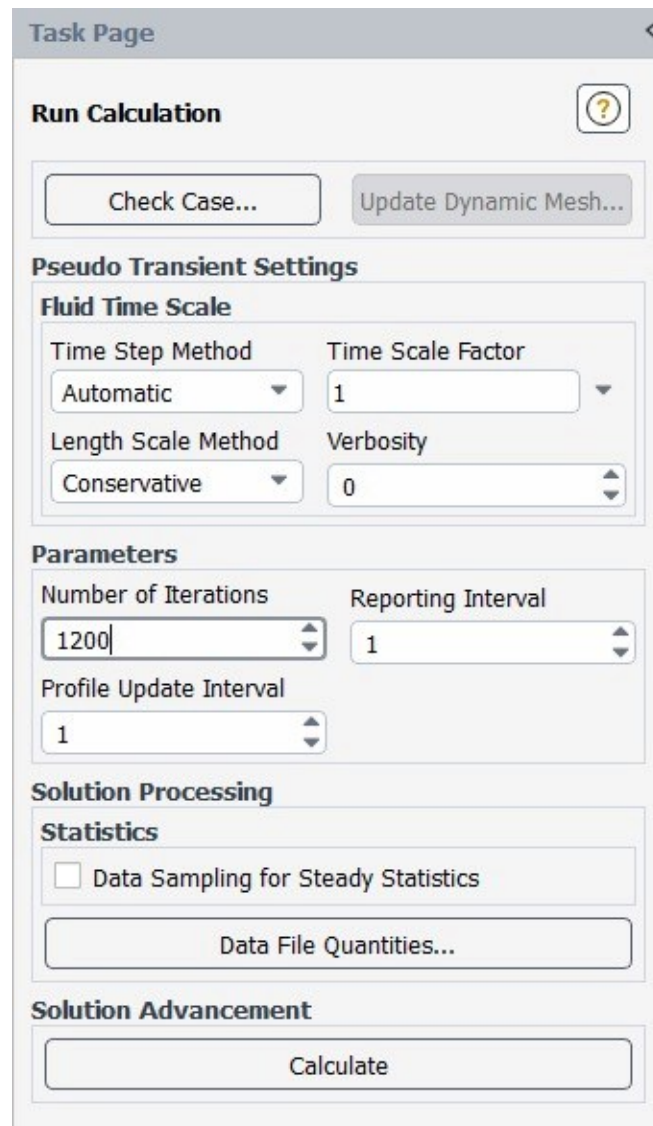 Task Page
Run Calculation
?
Check Case...
Update Dynamic Mesh...
Pseudo Transient Settings
Fluid Time Scale
Time Step Method
Time Scale Factor
Automatic
1
Length Scale Method
Verbosity
Conservative
0
Parameters
Number of Iterations
Reporting Interval
1200
1
Profile Update Interval
1
Solution Processing
Statistics
Data Sampling for Steady Statistics
Data File Quantities...
Solution Advancement
Calculate